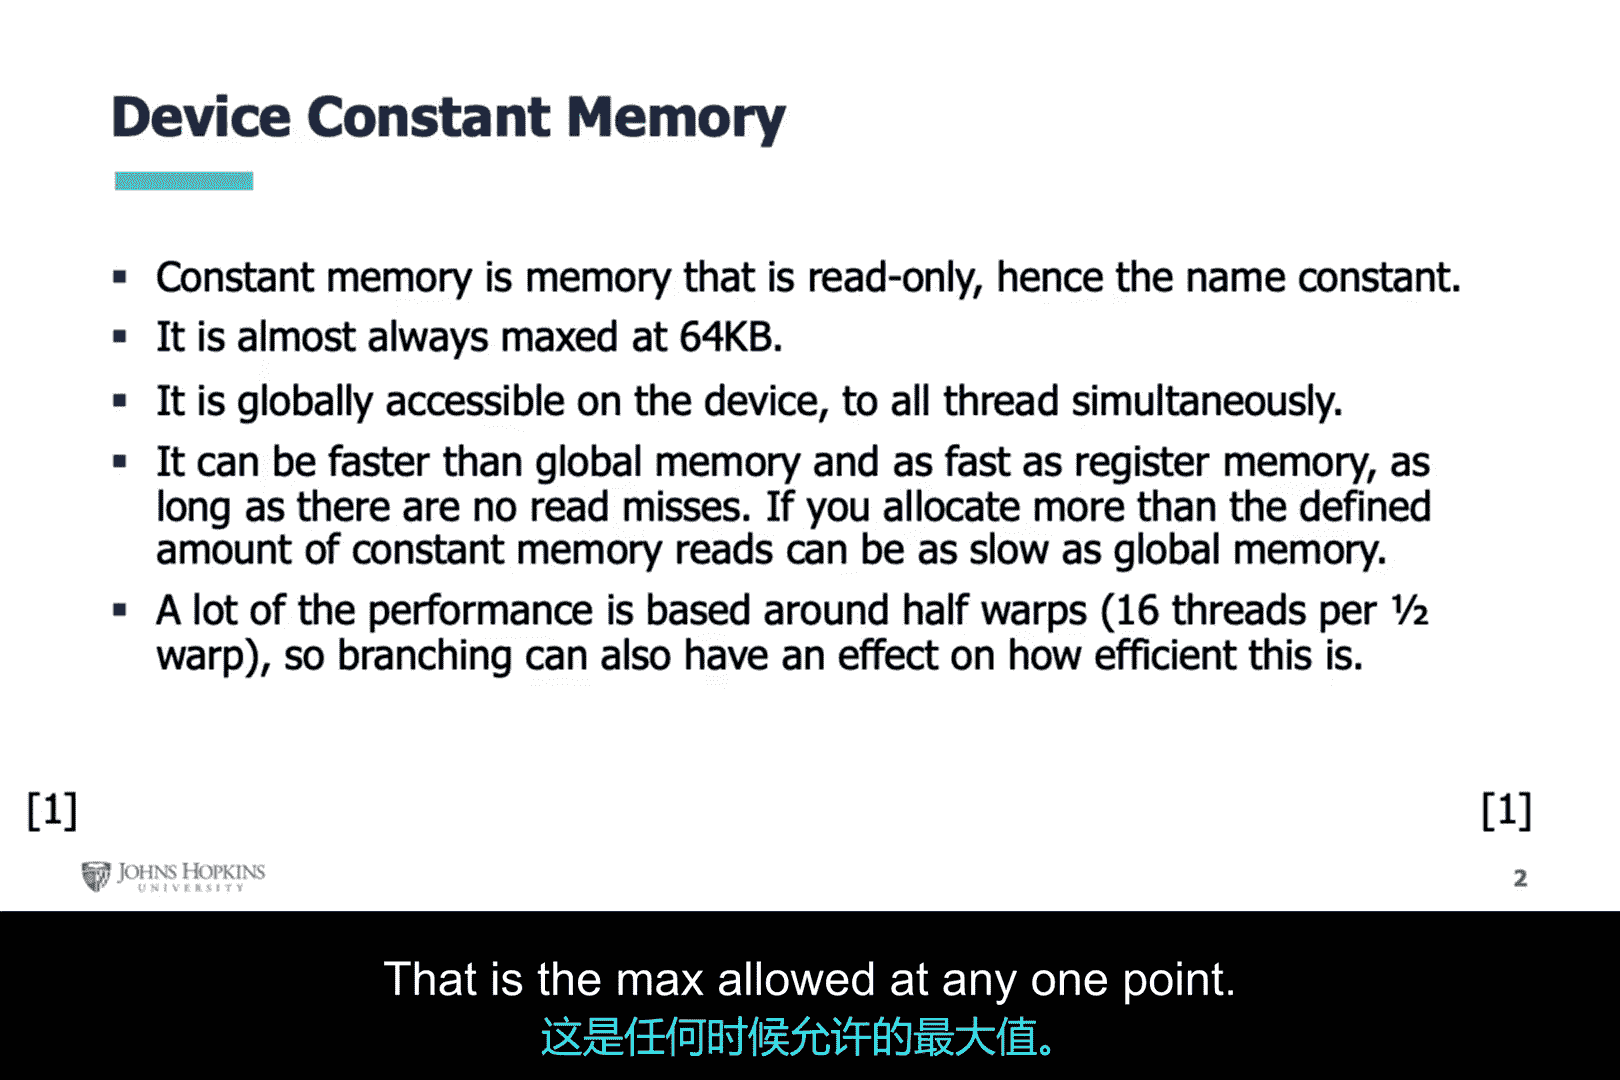 Device Constant Memory
▪ Constant memory is memory that is read-only, hence the name constant.
▪ It is almost always maxed at 64KB.
▪ It is globally accessible on the device, to all thread simultaneously.
▪ It can be faster than global memory and as fast as register memory, as
long as there are no read misses. If you allocate more than the defined
amount of constant memory reads can be as slow as global memory.
▪ A lot of the performance is based around half warps (16 threads per ½
warp), so branching can also have an effect on how efficient this is.
[1] [1]
JOHNS HOPKINS
UNIVERSITY
2
That is the max allowed at any one point.
这是任何时候允许的最大值。